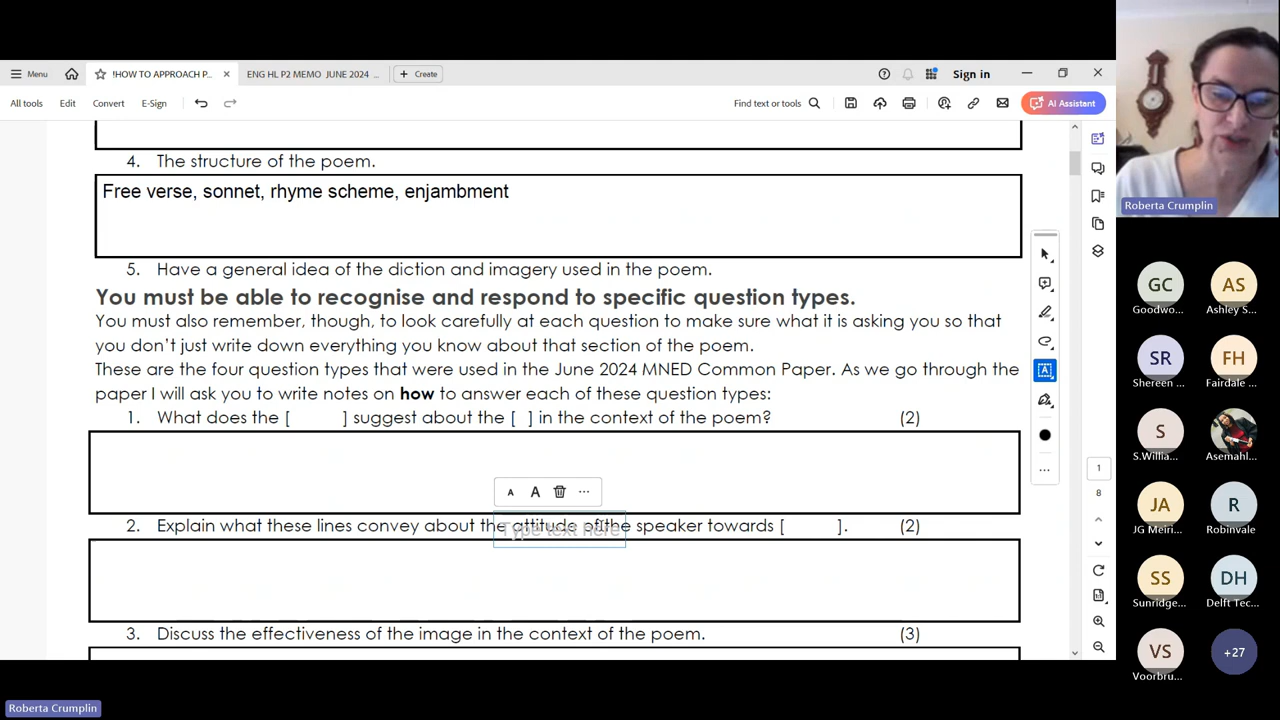 Menu
!HOW TO APPROACH P...
ENG HL P2 MEMO JUNE 2024 ...
Create
Sign in
All tools
Edit
Convert
E-Sign
Find text or tools
AI Assistant
4. The structure of the poem.
Free verse, sonnet, rhyme scheme, enjambment
5. Have a general idea of the diction and imagery used in the poem.
You must be able to recognise and respond to specific question types.
You must also remember, though, to look carefully at each question to make sure what it is asking you so that
you don't just write down everything you know about that section of the poem.
These are the four question types that were used in the June 2024 MNED Common Paper. As we go through the
paper I will ask you to write notes on how to answer each of these question types:
1. What does the [ ] suggest about the [ ] in the context of the poem? (2)
A A
2. Explain what these lines convey about the attitude of the speaker towards [ ]. (2)
Type text here
3. Discuss the effectiveness of the image in the context of the poem. (3)
1
8
Roberta Crumplin
GC
Goodwo...
AS
Ashley S...
SR
Shereen ...
FH
Fairdale ...
S
S.Willia...
Asemahl...
JA
JG Meiri...
R
Robinvale
SS
Sunridge...
DH
Delft Tec...
VS
Voorbru...
+27
Roberta Crumplin